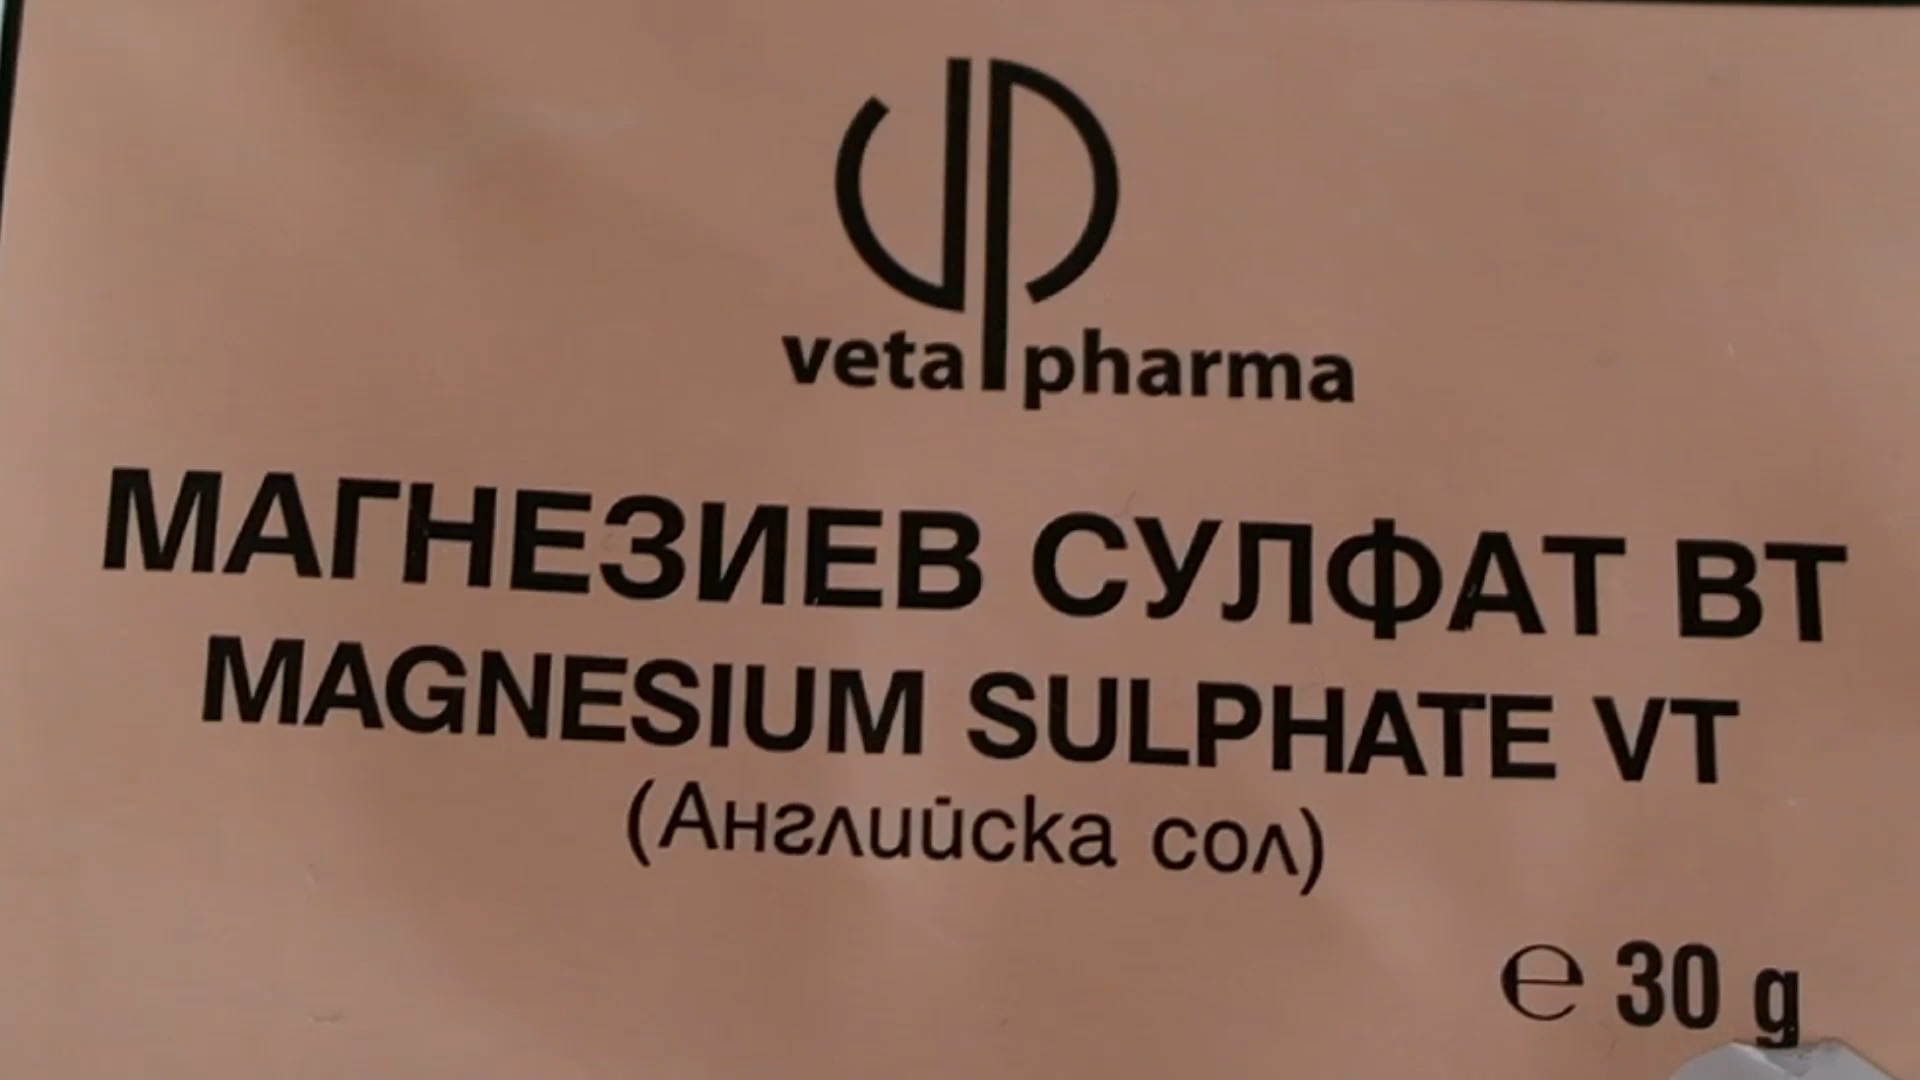 veta pharma
МАГНЕЗИЕВ СУЛФАТ ВТ
MAGNESIUM SULPHATE VT
(Английска сол)
℮ 30 g